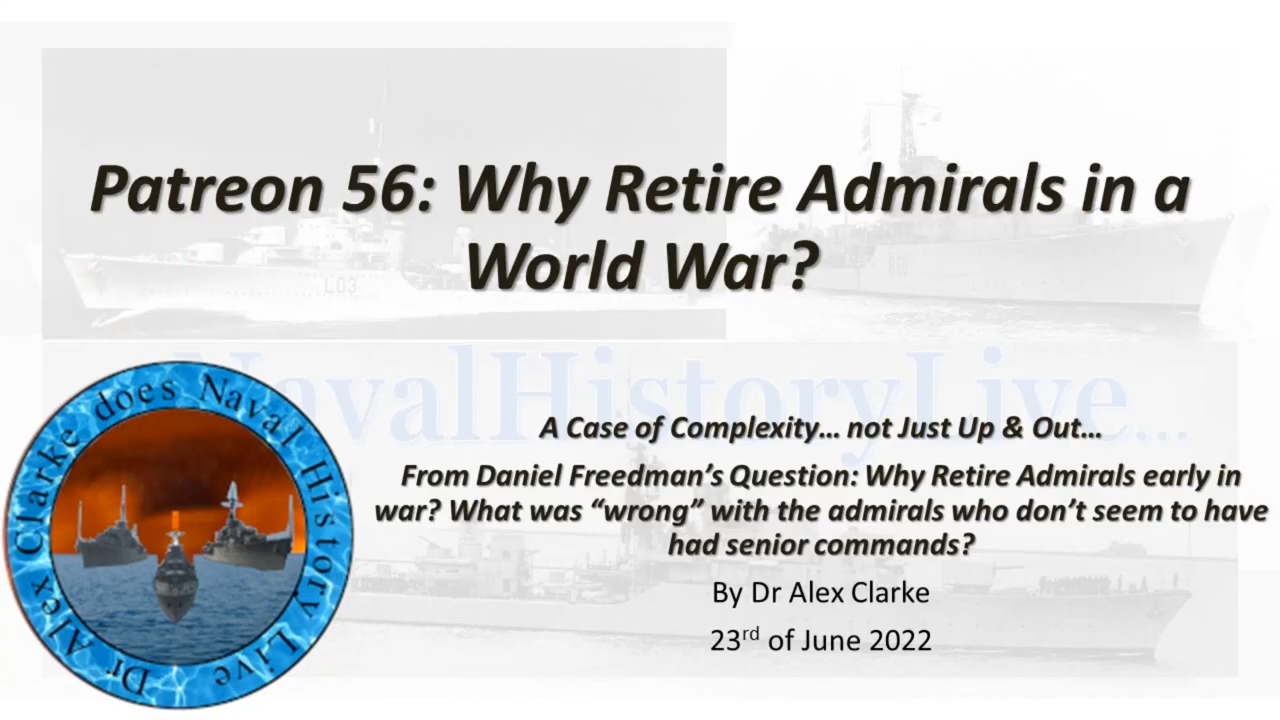 Patreon 56: Why Retire Admirals in a
World War?
NavalHistoryLive...
A Case of Complexity... not Just Up & Out...
From Daniel Freedman’s Question: Why Retire Admirals early in
war? What was “wrong” with the admirals who don’t seem to have
had senior commands?
By Dr Alex Clarke
23rd of June 2022
Dr Alex Clarke does Naval History Live
L03